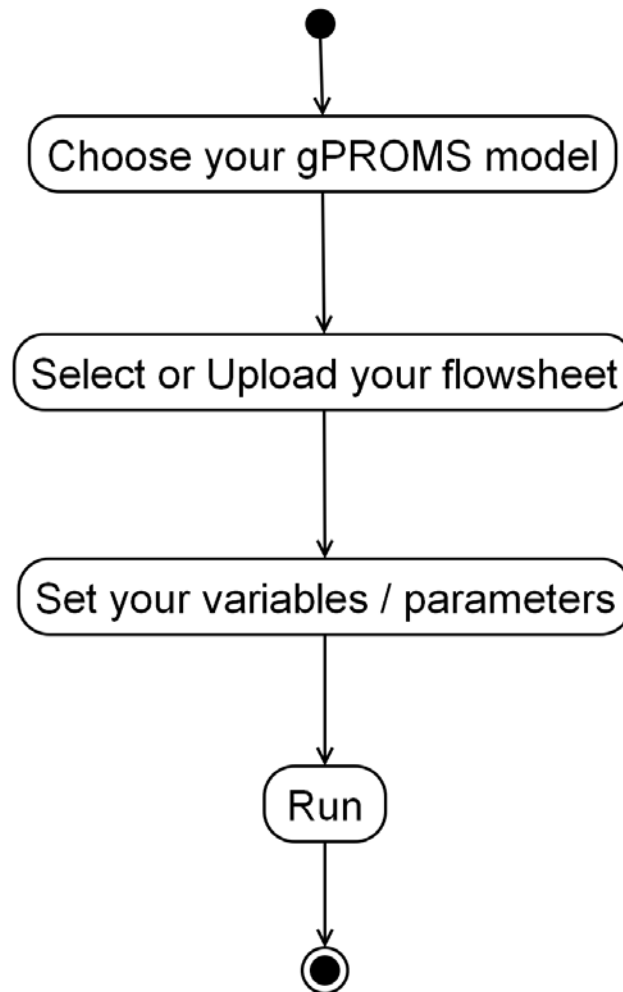 Choose your gPROMS model
Select or Upload your flowsheet
Set your variables / parameters
Run